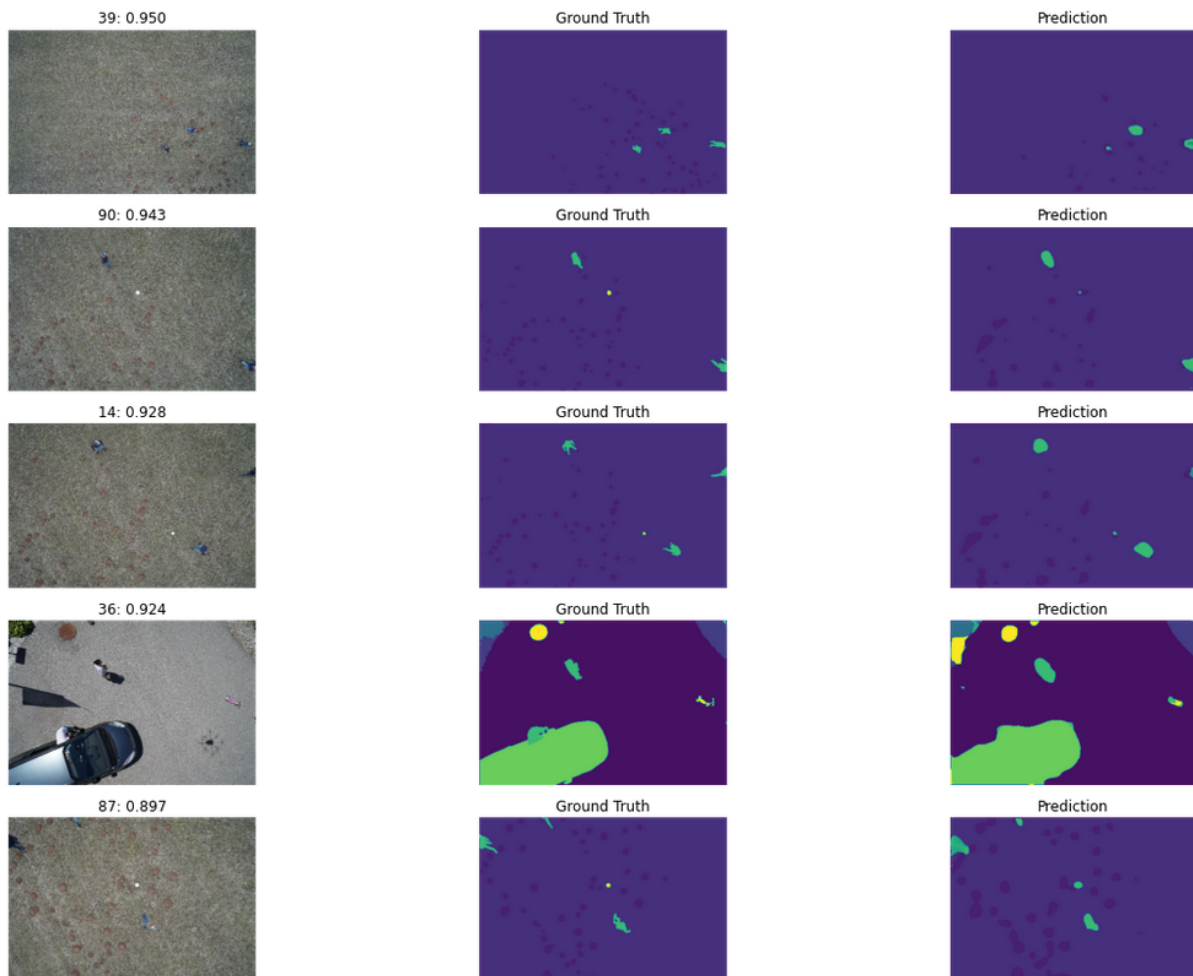 39: 0.950
Ground Truth
Prediction
90: 0.943
Ground Truth
Prediction
14: 0.928
Ground Truth
Prediction
36: 0.924
Ground Truth
Prediction
87: 0.897
Ground Truth
Prediction